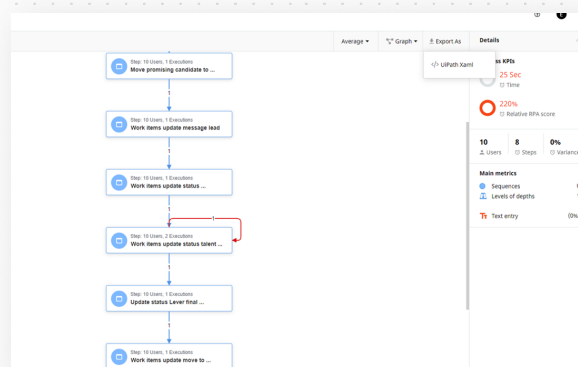 Average
Graph
Export As
Details
UiPath Xaml
ss KPIs
25 Sec
Time
220%
Relative RPA score
10
8
0%
Users
Steps
Variance
Main metrics
Sequences
Levels of depths
Text entry
(0%
Step: 10 Users, 1 Executions
Move promising candidate to ...
1
Step: 10 Users, 1 Executions
Work items update message lead
1
Step: 10 Users, 1 Executions
Work items update status ...
1
1
Step: 10 Users, 2 Executions
Work items update status talent ...
1
Step: 10 Users, 1 Executions
Update status Lever final ...
1
Step: 10 Users, 1 Executions
Work items update move to ...